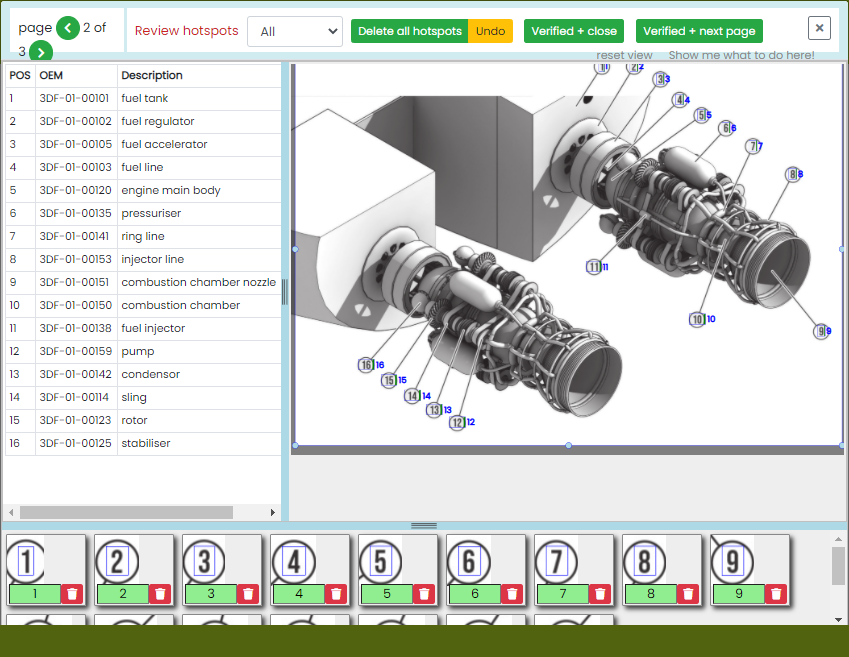 page 2 of 3
Review hotspots
All
Delete all hotspots
Undo
Verified + close
Verified + next page
×
reset view
Show me what to do here!
POS OEM Description
1 3DF-01-00101 fuel tank
2 3DF-01-00102 fuel regulator
3 3DF-01-00105 fuel accelerator
4 3DF-01-00103 fuel line
5 3DF-01-00120 engine main body
6 3DF-01-00135 pressuriser
7 3DF-01-00141 ring line
8 3DF-01-00153 injector line
9 3DF-01-00151 combustion chamber nozzle
10 3DF-01-00150 combustion chamber
11 3DF-01-00138 fuel injector
12 3DF-01-00159 pump
13 3DF-01-00142 condensor
14 3DF-01-00114 sling
15 3DF-01-00123 rotor
16 3DF-01-00125 stabiliser
1 1
2 2
3 3
4 4
5 5
6 6
7 7
8 8
9 9
10 10
11 11
16 16
15 15
14 14
13 13
12 12
1 2 3 4 5 6 7 8 9
1 2 3 4 5 6 7 8 9